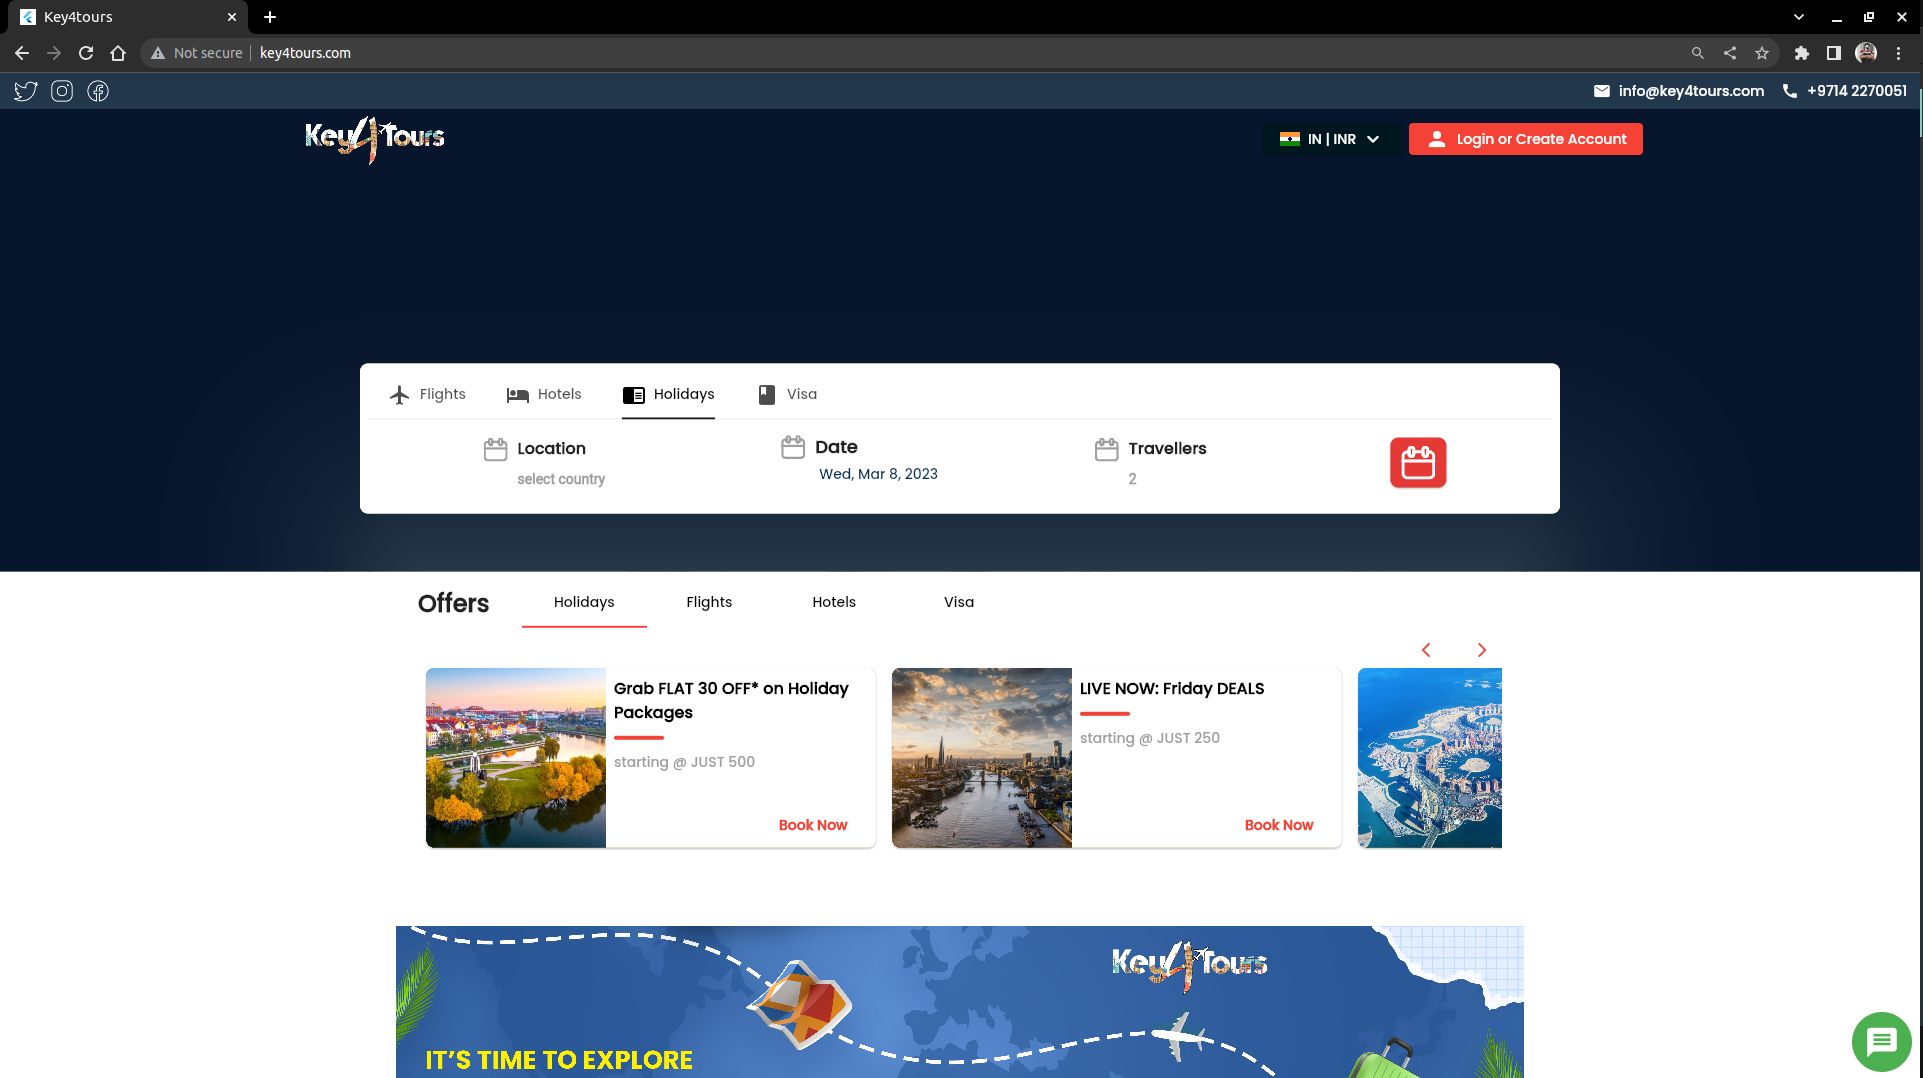 Key4tours
Not secure
key4tours.com
info@key4tours.com
+9714 2270051
Key4Tours
IN | INR
Login or Create Account
Flights
Hotels
Holidays
Visa
Location
select country
Date
Wed, Mar 8, 2023
Travellers
2
Offers
Holidays
Flights
Hotels
Visa
Grab FLAT 30 OFF* on Holiday
Packages
starting @ JUST 500
Book Now
LIVE NOW: Friday DEALS
starting @ JUST 250
Book Now
Key4Tours
IT'S TIME TO EXPLORE